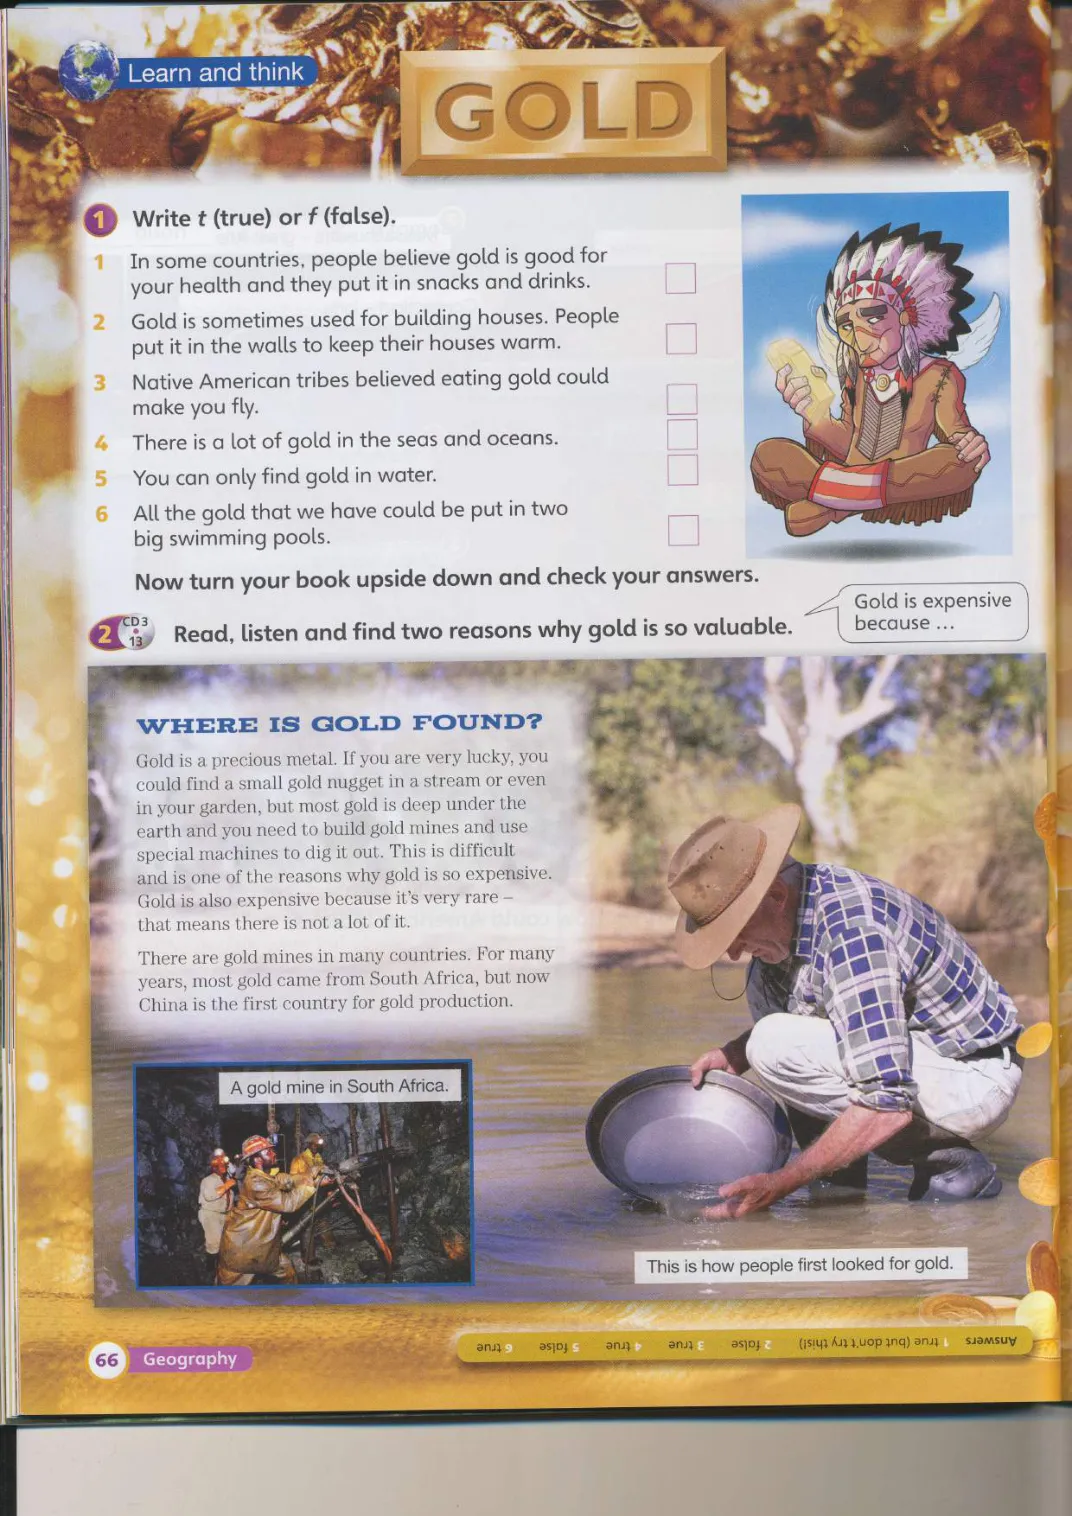 Learn and think
GOLD
1 Write t (true) or f (false).
1 In some countries, people believe gold is good for
your health and they put it in snacks and drinks.
2 Gold is sometimes used for building houses. People
put it in the walls to keep their houses warm.
3 Native American tribes believed eating gold could
make you fly.
4 There is a lot of gold in the seas and oceans.
5 You can only find gold in water.
6 All the gold that we have could be put in two
big swimming pools.
Now turn your book upside down and check your answers.
Gold is expensive
because ...
2 CD3 13 Read, listen and find two reasons why gold is so valuable.
WHERE IS GOLD FOUND?
Gold is a precious metal. If you are very lucky, you
could find a small gold nugget in a stream or even
in your garden, but most gold is deep under the
earth and you need to build gold mines and use
special machines to dig it out. This is difficult
and is one of the reasons why gold is so expensive.
Gold is also expensive because it's very rare –
that means there is not a lot of it.
There are gold mines in many countries. For many
years, most gold came from South Africa, but now
China is the first country for gold production.
A gold mine in South Africa.
This is how people first looked for gold.
Answers 1 true (but don't try this!) 2 false 3 true 4 true 5 false 6 true
66 Geography